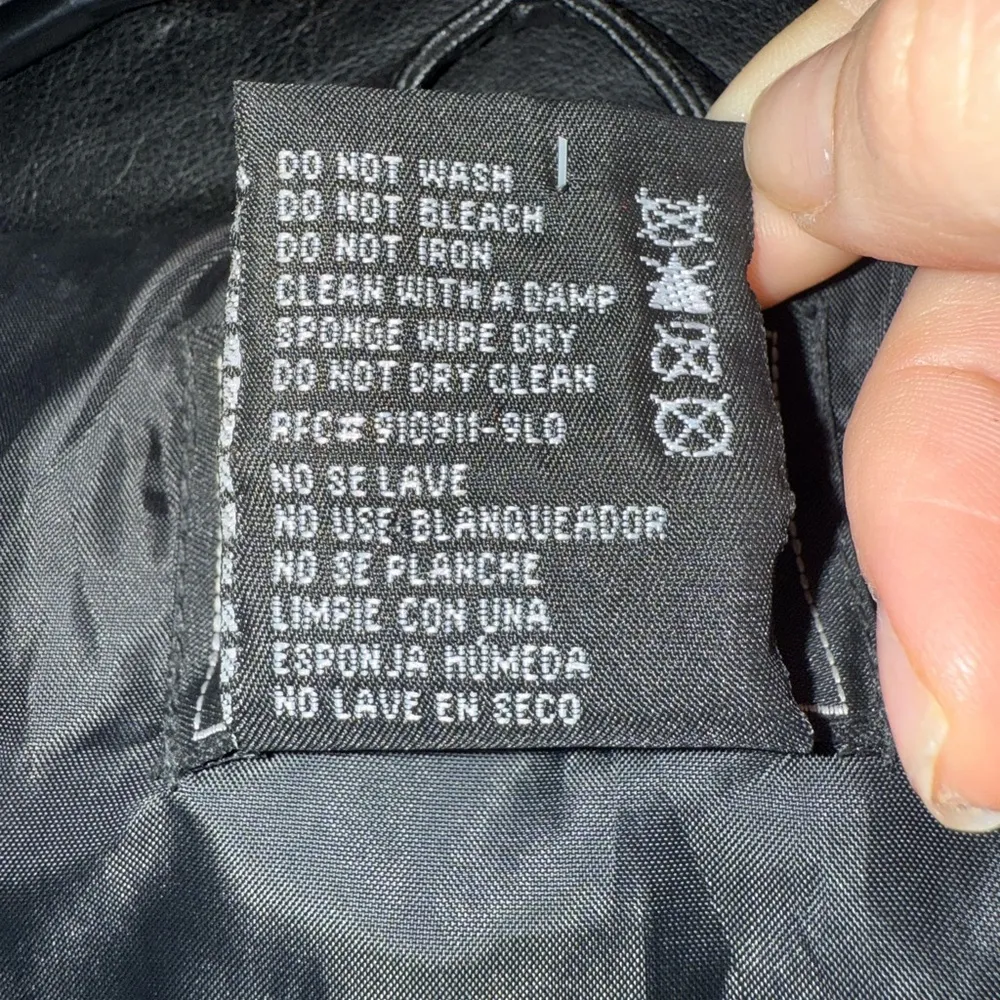 DO NOT WASH
DO NOT BLEACH
DO NOT IRON
CLEAN WITH A DAMP
SPONGE WIPE DRY
DO NOT DRY CLEAN
RFC# 910911-9L0
NO SE LAVE
NO USE BLANQUEADOR
NO SE PLANCHE
LIMPIE CON UNA
ESPONJA HÚMEDA
NO LAVE EN SECO